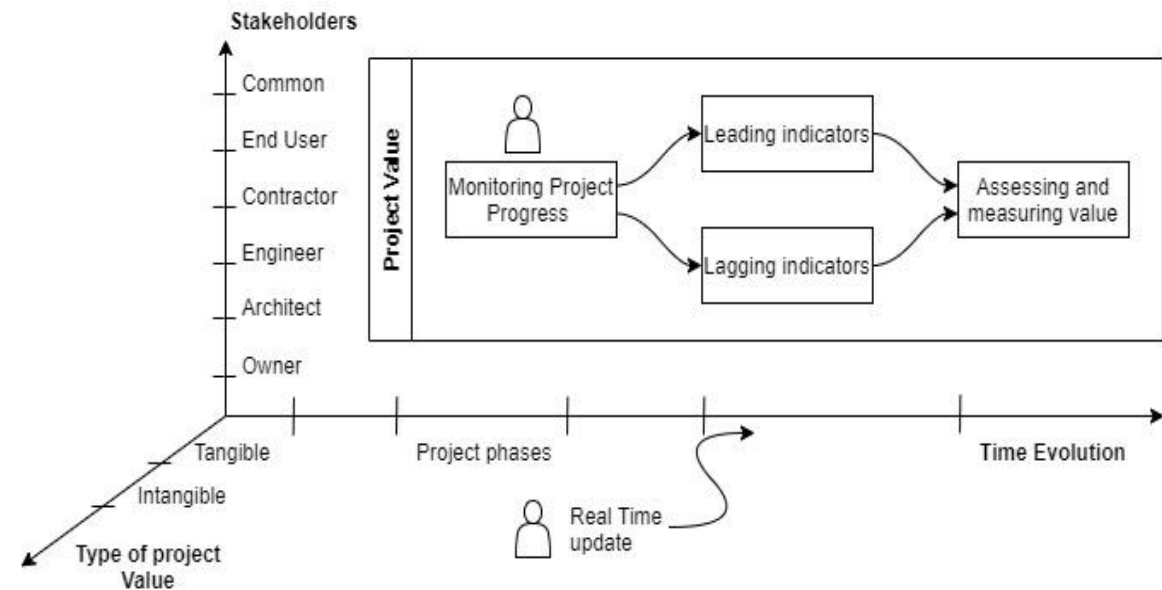 Stakeholders
Common
End User
Contractor
Engineer
Architect
Owner
Project Value
Monitoring Project
Progress
Leading indicators
Lagging indicators
Assessing and
measuring value
Tangible
Intangible
Type of project
Value
Project phases
Time Evolution
Real Time
update